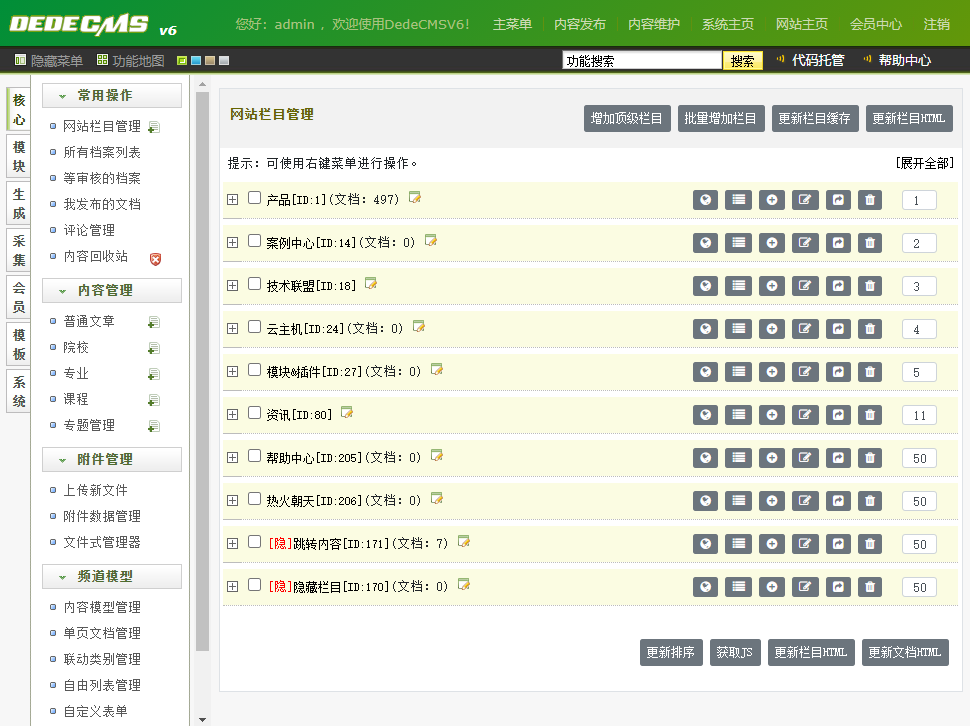 DEDECMS v6
您好：admin ，欢迎使用DedeCMSV6!
主菜单 内容发布 内容维护 系统主页 网站主页 会员中心 注销
隐藏菜单 功能地图
功能搜索 搜索 代码托管 帮助中心
核心
模块
生成
采集
会员
模板
系统
常用操作
网站栏目管理
所有档案列表
等审核的档案
我发布的文档
评论管理
内容回收站
内容管理
普通文章
院校
专业
课程
专题管理
附件管理
上传新文件
附件数据管理
文件式管理器
频道模型
内容模型管理
单页文档管理
联动类别管理
自由列表管理
自定义表单
网站栏目管理
增加顶级栏目 批量增加栏目 更新栏目缓存 更新栏目HTML
提示：可使用右键菜单进行操作。 [展开全部]
产品[ID:1](文档：497) 1
案例中心[ID:14](文档：0) 2
技术联盟[ID:18] 3
云主机[ID:24](文档：0) 4
模块&插件[ID:27](文档：0) 5
资讯[ID:80] 11
帮助中心[ID:205](文档：0) 50
热火朝天[ID:206](文档：0) 50
[隐]跳转内容[ID:171](文档：7) 50
[隐]隐藏栏目[ID:170](文档：0) 50
更新排序 获取JS 更新栏目HTML 更新文档HTML